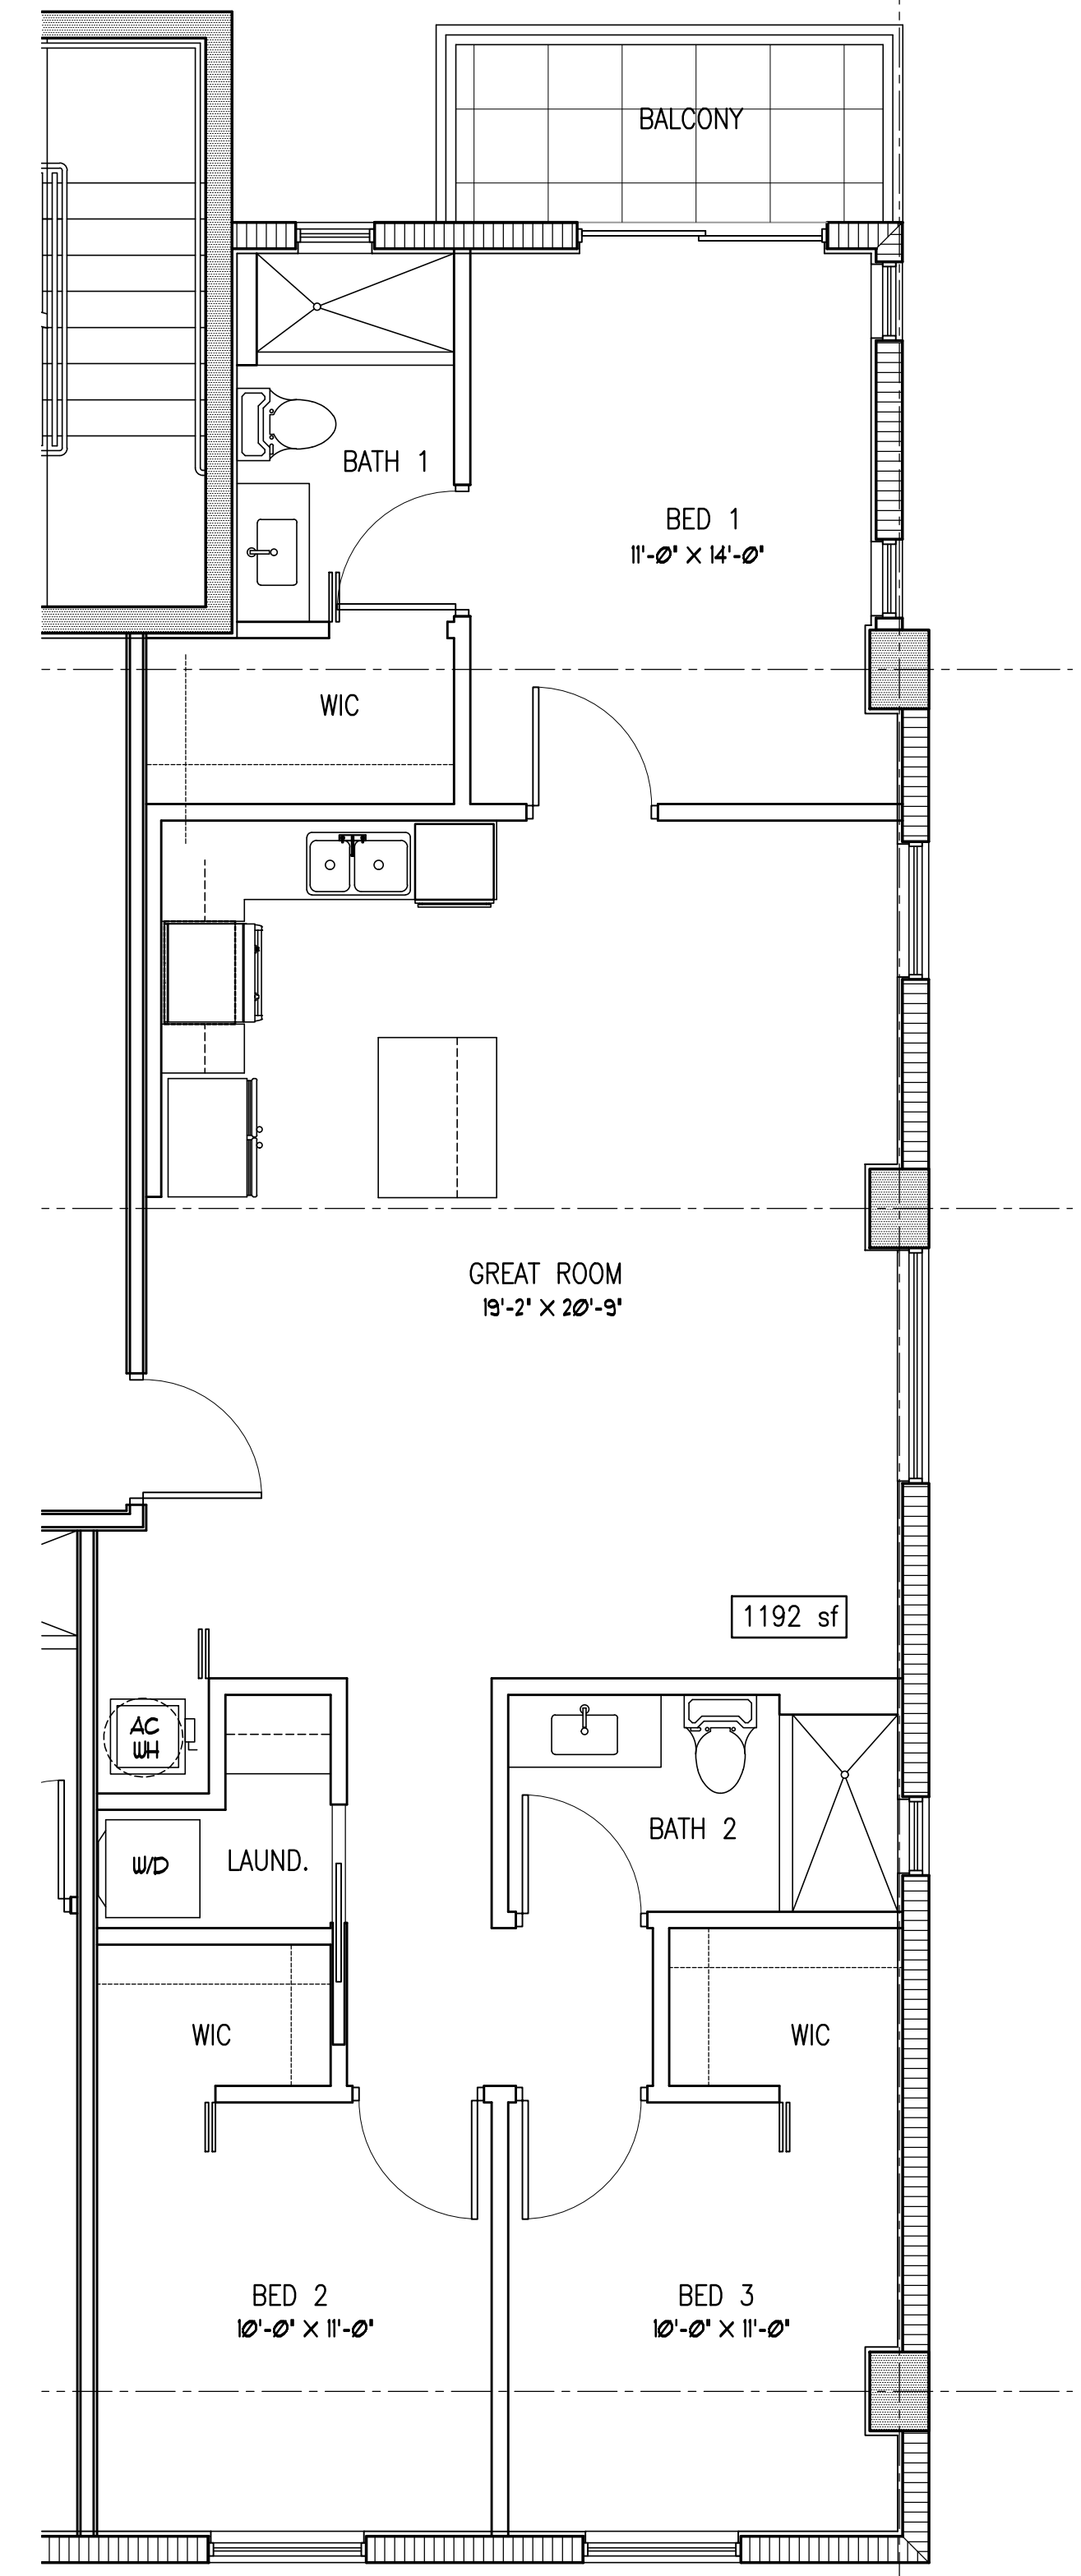 BALCONY
BATH 1
BED 1
11'-0" X 14'-0"
WIC
GREAT ROOM
19'-2" X 20'-9"
1192 sf
AC
WH
BATH 2
W/D
LAUND.
WIC
WIC
BED 2
10'-0" X 11'-0"
BED 3
10'-0" X 11'-0"